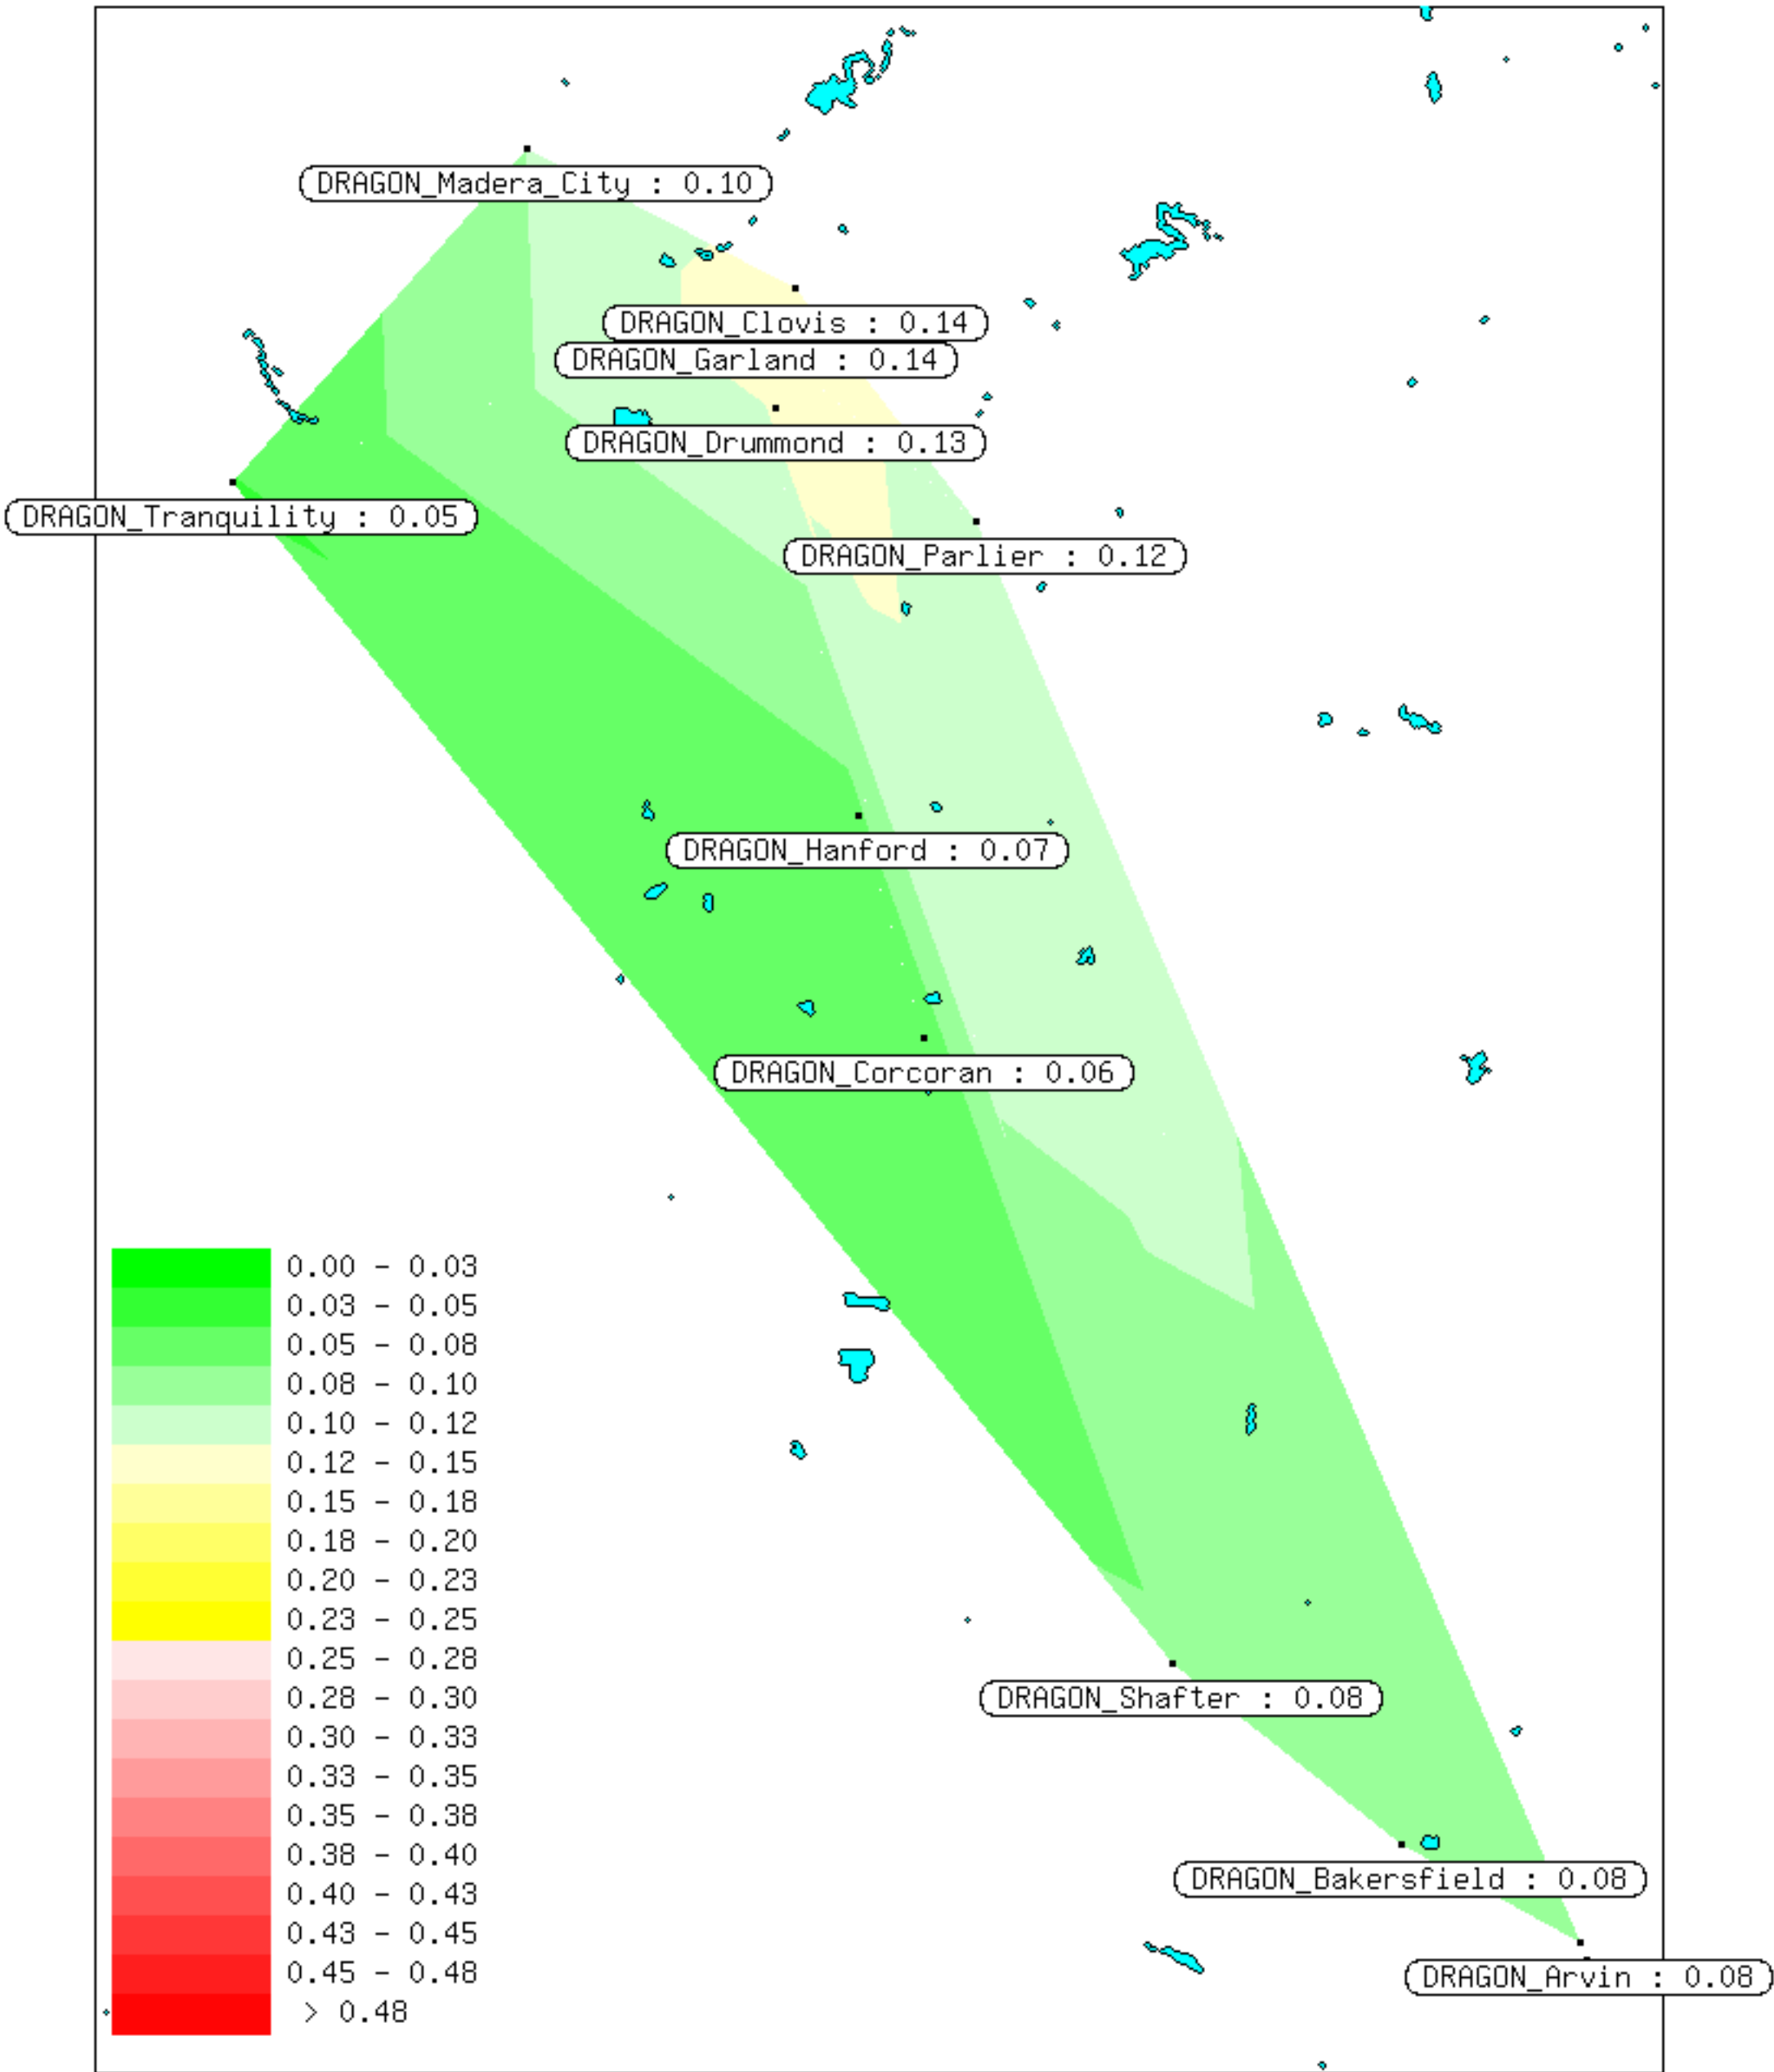 DRAGON_Madera_City : 0.10
DRAGON_Clovis : 0.14
DRAGON_Garland : 0.14
DRAGON_Drummond : 0.13
DRAGON_Tranquility : 0.05
DRAGON_Parlier : 0.12
DRAGON_Hanford : 0.07
DRAGON_Corcoran : 0.06
0.00 - 0.03
0.03 - 0.05
0.05 - 0.08
0.08 - 0.10
0.10 - 0.12
0.12 - 0.15
0.15 - 0.18
0.18 - 0.20
0.20 - 0.23
0.23 - 0.25
0.25 - 0.28
0.28 - 0.30
0.30 - 0.33
0.33 - 0.35
0.35 - 0.38
0.38 - 0.40
0.40 - 0.43
0.43 - 0.45
0.45 - 0.48
> 0.48
DRAGON_Shafter : 0.08
DRAGON_Bakersfield : 0.08
DRAGON_Arvin : 0.08